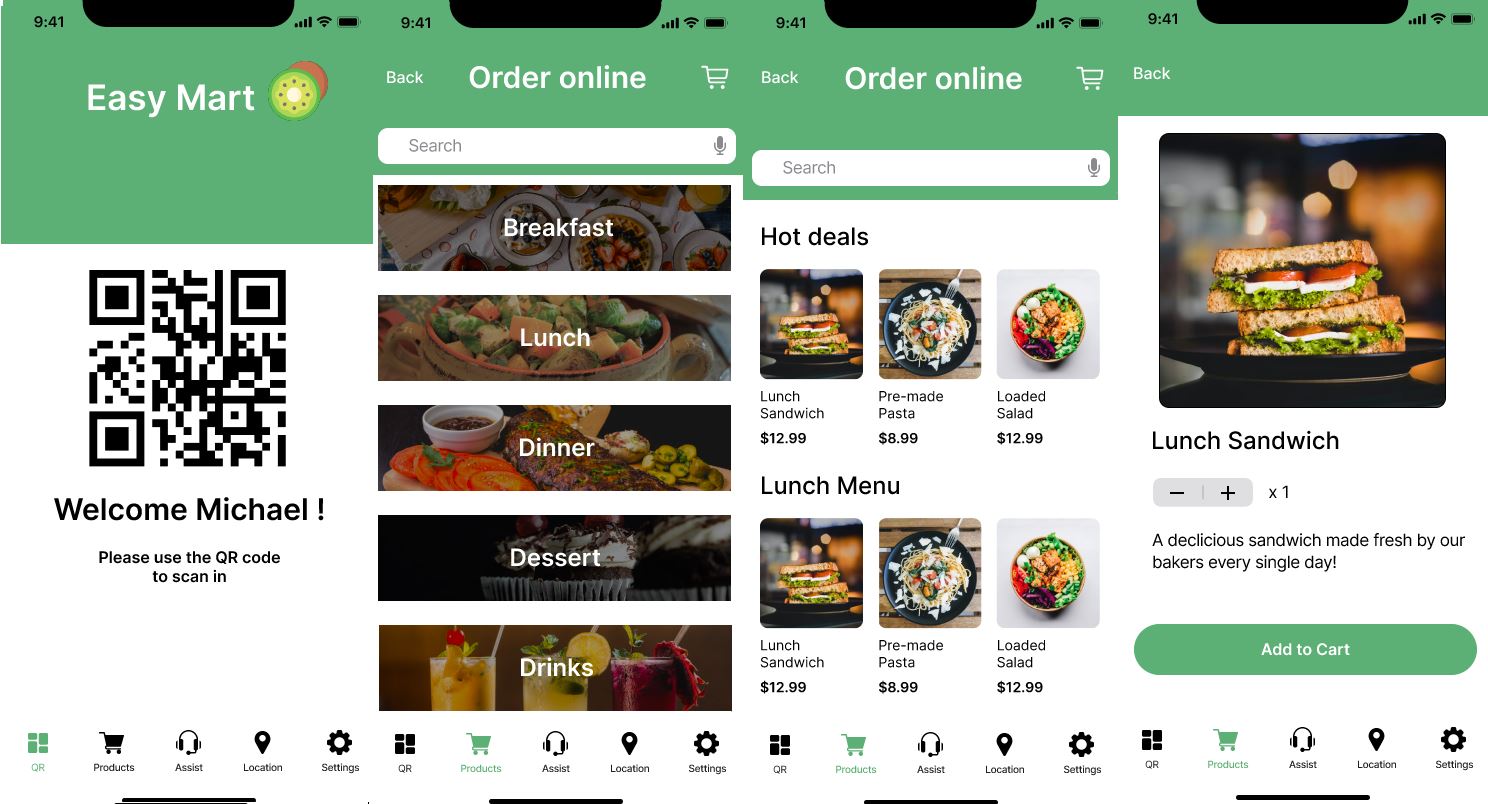 9:41
Easy Mart
Welcome Michael !
Please use the QR code
to scan in
QR
Products
Assist
Location
Settings
9:41
Back
Order online
Search
Breakfast
Lunch
Dinner
Dessert
Drinks
QR
Products
Assist
Location
Settings
9:41
Back
Order online
Search
Hot deals
Lunch
Sandwich
$12.99
Pre-made
Pasta
$8.99
Loaded
Salad
$12.99
Lunch Menu
Lunch
Sandwich
$12.99
Pre-made
Pasta
$8.99
Loaded
Salad
$12.99
QR
Products
Assist
Location
Settings
9:41
Back
Lunch Sandwich
x 1
A declicious sandwich made fresh by our
bakers every single day!
Add to Cart
QR
Products
Assist
Location
Settings